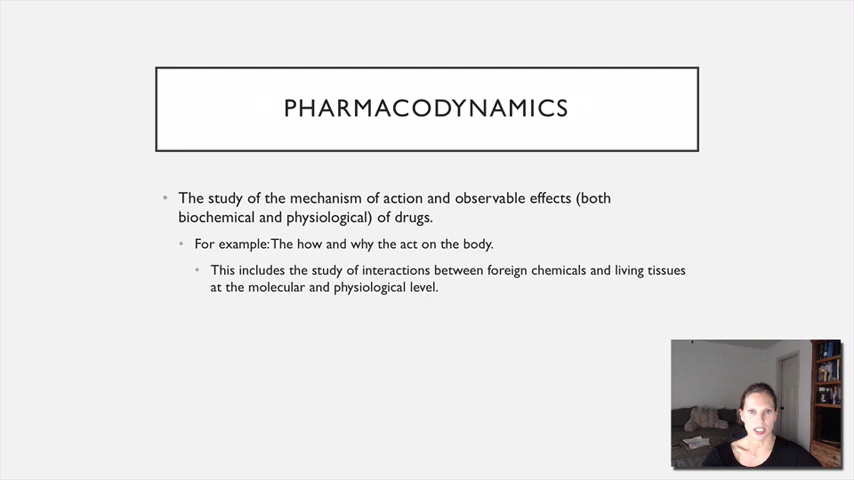 PHARMACODYNAMICS
• The study of the mechanism of action and observable effects (both
biochemical and physiological) of drugs.
• For example: The how and why the act on the body.
• This includes the study of interactions between foreign chemicals and living tissues
at the molecular and physiological level.